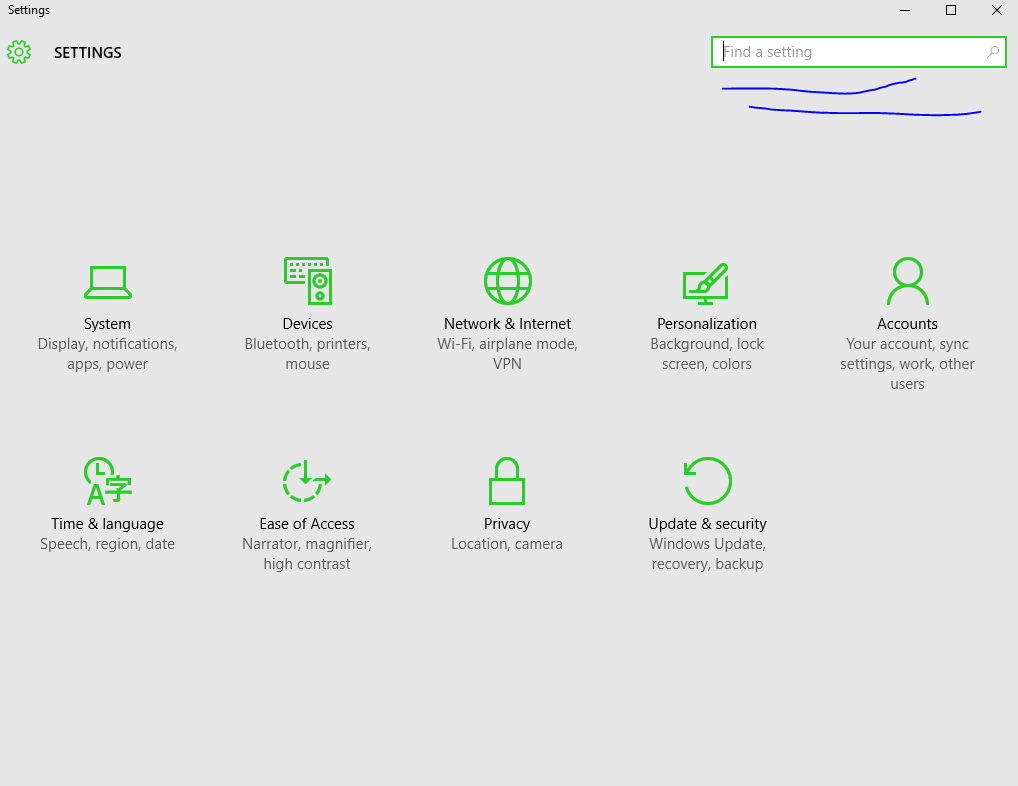 Settings
SETTINGS
Find a setting
System
Display, notifications,
apps, power
Devices
Bluetooth, printers,
mouse
Network & Internet
Wi-Fi, airplane mode,
VPN
Personalization
Background, lock
screen, colors
Accounts
Your account, sync
settings, work, other
users
Time & language
Speech, region, date
Ease of Access
Narrator, magnifier,
high contrast
Privacy
Location, camera
Update & security
Windows Update,
recovery, backup